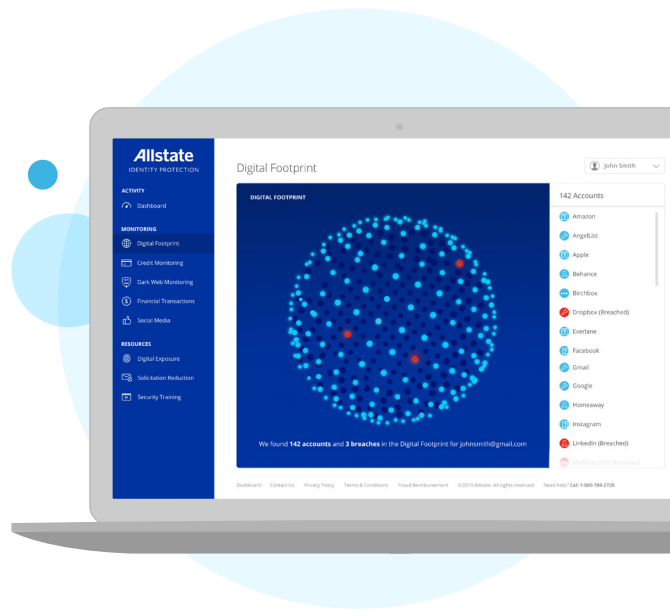 Allstate
IDENTITY PROTECTION
ACTIVITY
Dashboard
MONITORING
Digital Footprint
Credit Monitoring
Dark Web Monitoring
Financial Transactions
Social Media
RESOURCES
Digital Exposure
Solicitation Reduction
Security Training
Digital Footprint
John Smith
DIGITAL FOOTPRINT
We found 142 accounts and 3 breaches in the Digital Footprint for johnsmith@gmail.com
142 Accounts
Amazon
AngelList
Apple
Behance
Birchbox
Dropbox (Breached)
Everlane
Facebook
Gmail
Google
Homeaway
Instagram
LinkedIn (Breached)
Dashboard Contact Us Privacy Policy Terms & Conditions Fraud Reimbursement ©2019 Allstate. All rights reserved. Need help? Call 1-800-789-2720